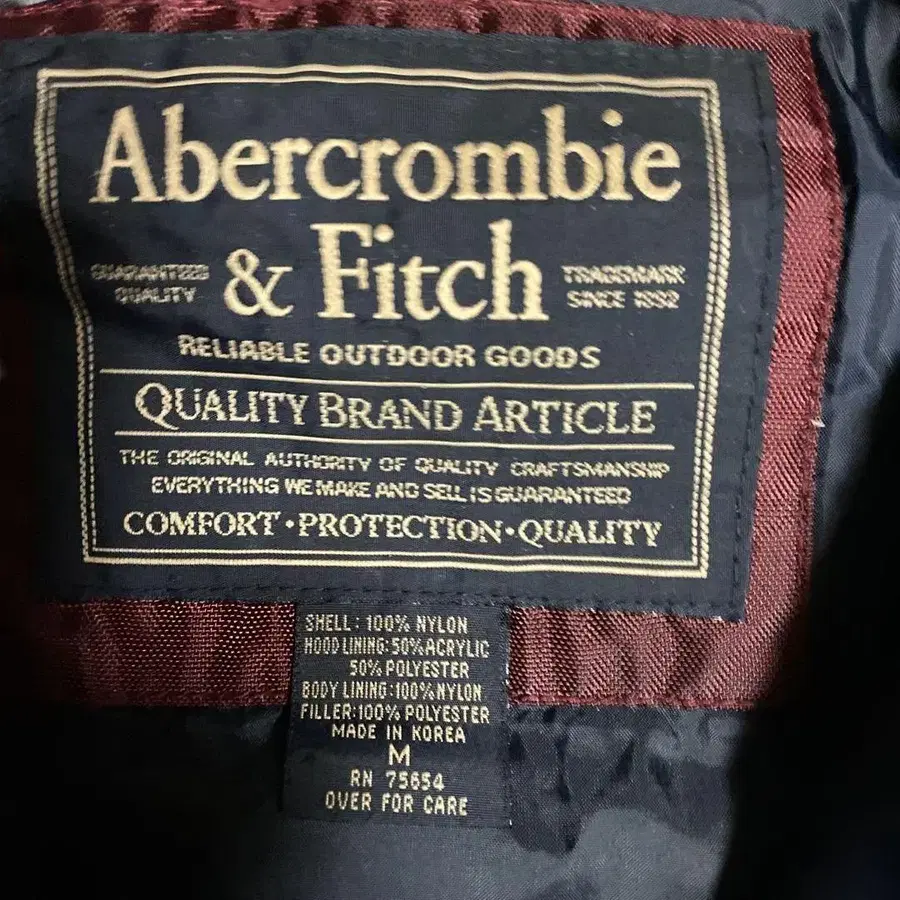 Abercrombie
& Fitch
GUARANTEED
QUALITY
TRADEMARK
SINCE 1892
RELIABLE OUTDOOR GOODS
QUALITY BRAND ARTICLE
THE ORIGINAL AUTHORITY OF QUALITY CRAFTSMANSHIP
EVERYTHING WE MAKE AND SELL IS GUARANTEED
COMFORT·PROTECTION·QUALITY
SHELL: 100% NYLON
HOOD LINING: 50% ACRYLIC
50% POLYESTER
BODY LINING: 100% NYLON
FILLER: 100% POLYESTER
MADE IN KOREA
M
RN 75654
OVER FOR CARE